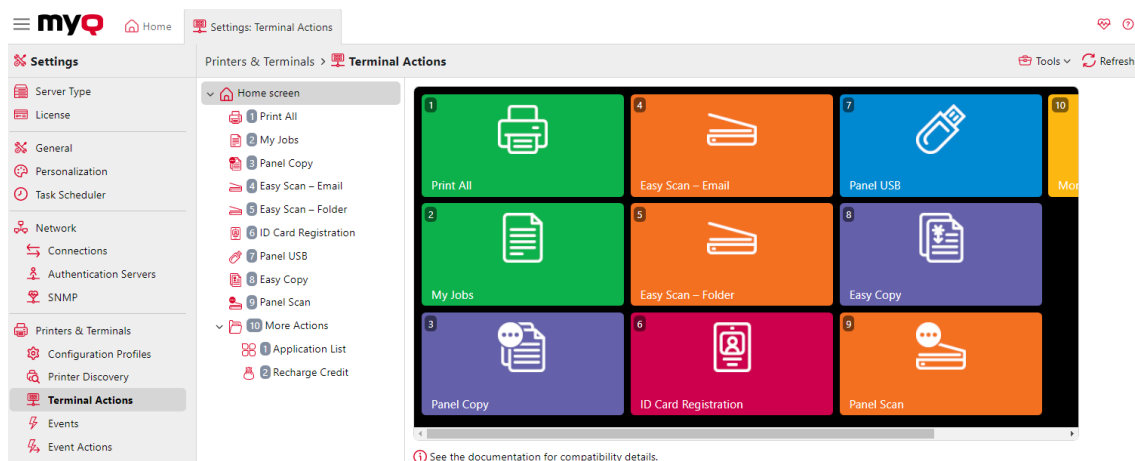 myQ
Home
Settings: Terminal Actions
Settings
Printers & Terminals > Terminal Actions
Tools
Refresh
Server Type
License
General
Personalization
Task Scheduler
Network
Connections
Authentication Servers
SNMP
Printers & Terminals
Configuration Profiles
Printer Discovery
Terminal Actions
Events
Event Actions
Home screen
1 Print All
2 My Jobs
3 Panel Copy
4 Easy Scan – Email
5 Easy Scan – Folder
6 ID Card Registration
7 Panel USB
8 Easy Copy
9 Panel Scan
10 More Actions
1 Application List
2 Recharge Credit
1
Print All
4
Easy Scan – Email
7
Panel USB
10
Mor
2
My Jobs
5
Easy Scan – Folder
8
¥
Easy Copy
3
Panel Copy
6
ID Card Registration
9
Panel Scan
See the documentation for compatibility details.